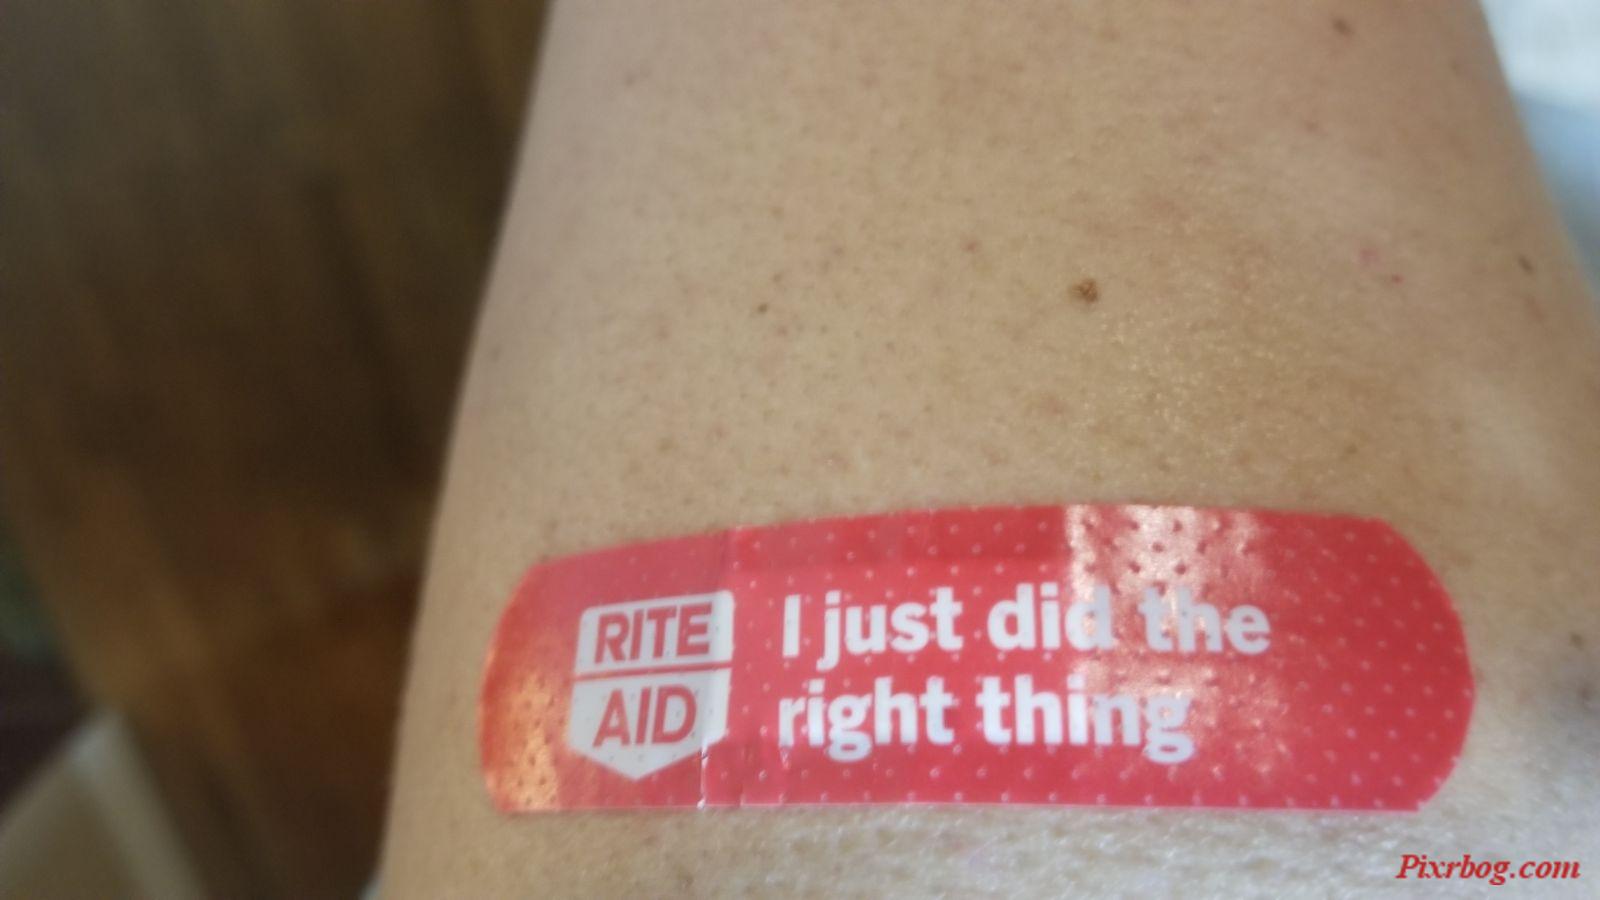 RITE
AID
I just did the
right thing
Pixrbog.com